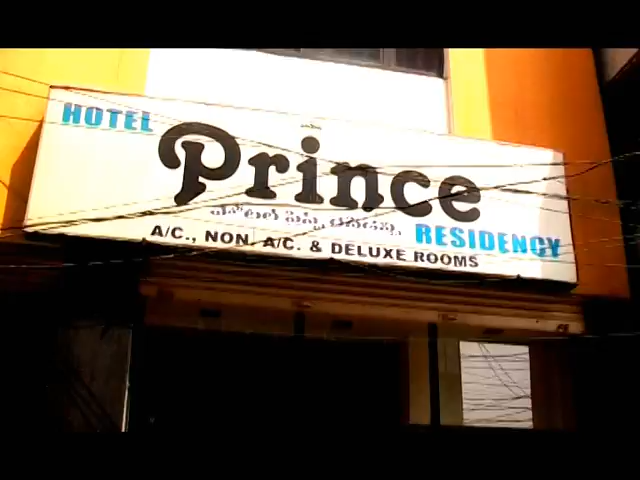 HOTEL
Prince
RESIDENCY
A/C., NON. A/C. & DELUXE ROOMS